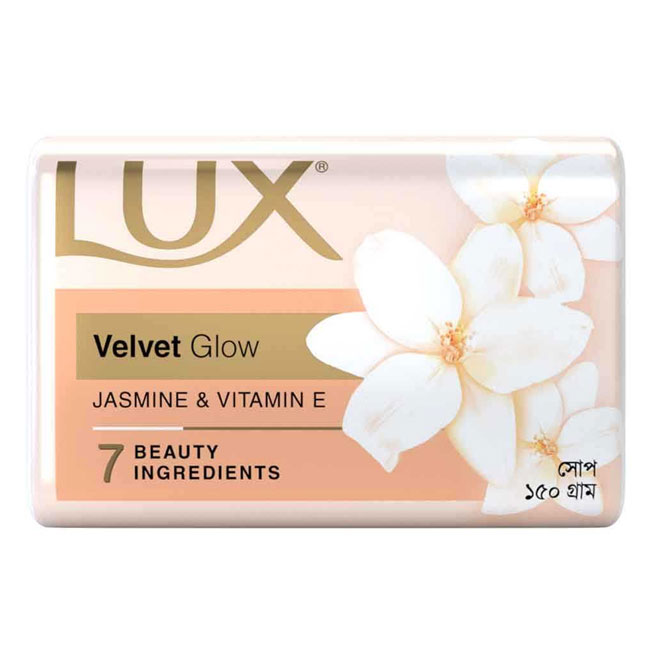 LUX®
Velvet Glow
JASMINE & VITAMIN E
7 BEAUTY
INGREDIENTS
সোপ
১৫০ গ্রাম